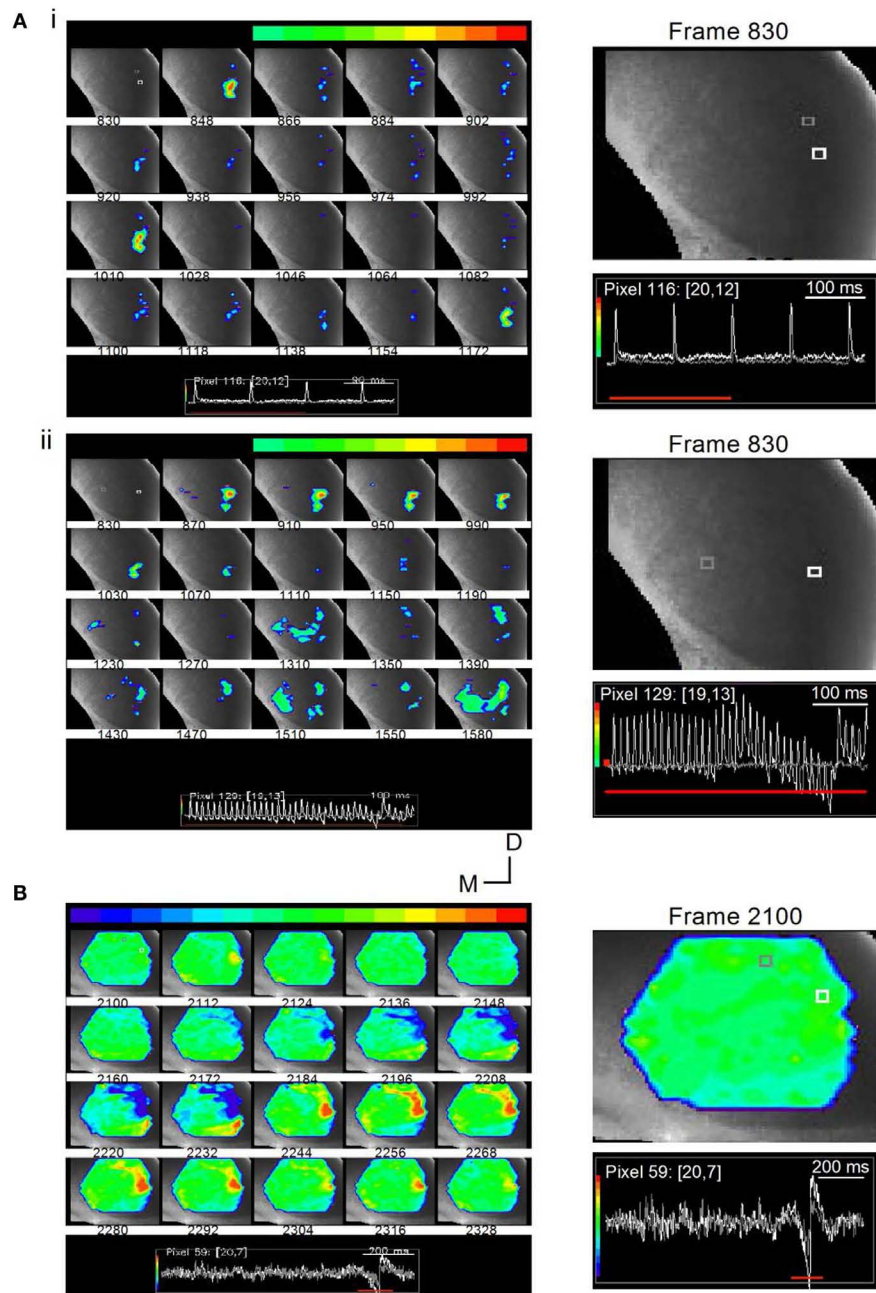 A
i
830 848 866 884 902
920 938 956 974 992
1010 1028 1046 1064 1082
1100 1118 1138 1154 1172
Pixel 116: [20,12] 90 ms
Frame 830
Pixel 116: [20,12] 100 ms
ii
830 870 910 950 990
1030 1070 1110 1150 1190
1230 1270 1310 1350 1390
1430 1470 1510 1550 1580
Pixel 129: [19,13] 100 ms
Frame 830
Pixel 129: [19,13] 100 ms
D
M
B
2100 2112 2124 2136 2148
2160 2172 2184 2196 2208
2220 2232 2244 2256 2268
2280 2292 2304 2316 2328
Pixel 59: [20,7] 200 ms
Frame 2100
Pixel 59: [20,7] 200 ms